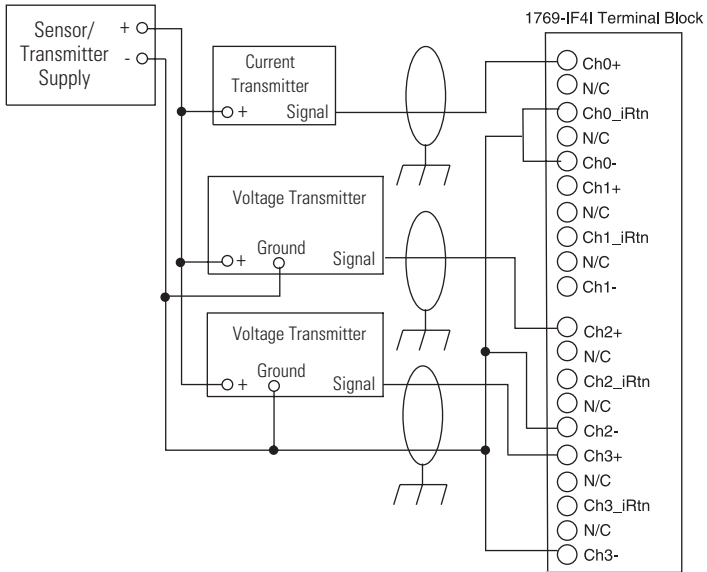 1769-IF4I Terminal Block
Sensor/
Transmitter
Supply
+
-
Current
Transmitter
+ Signal
Voltage Transmitter
Ground
+ Signal
Voltage Transmitter
Ground
+ Signal
Ch0+
N/C
Ch0_iRtn
N/C
Ch0-
Ch1+
N/C
Ch1_iRtn
N/C
Ch1-
Ch2+
N/C
Ch2_iRtn
N/C
Ch2-
Ch3+
N/C
Ch3_iRtn
N/C
Ch3-